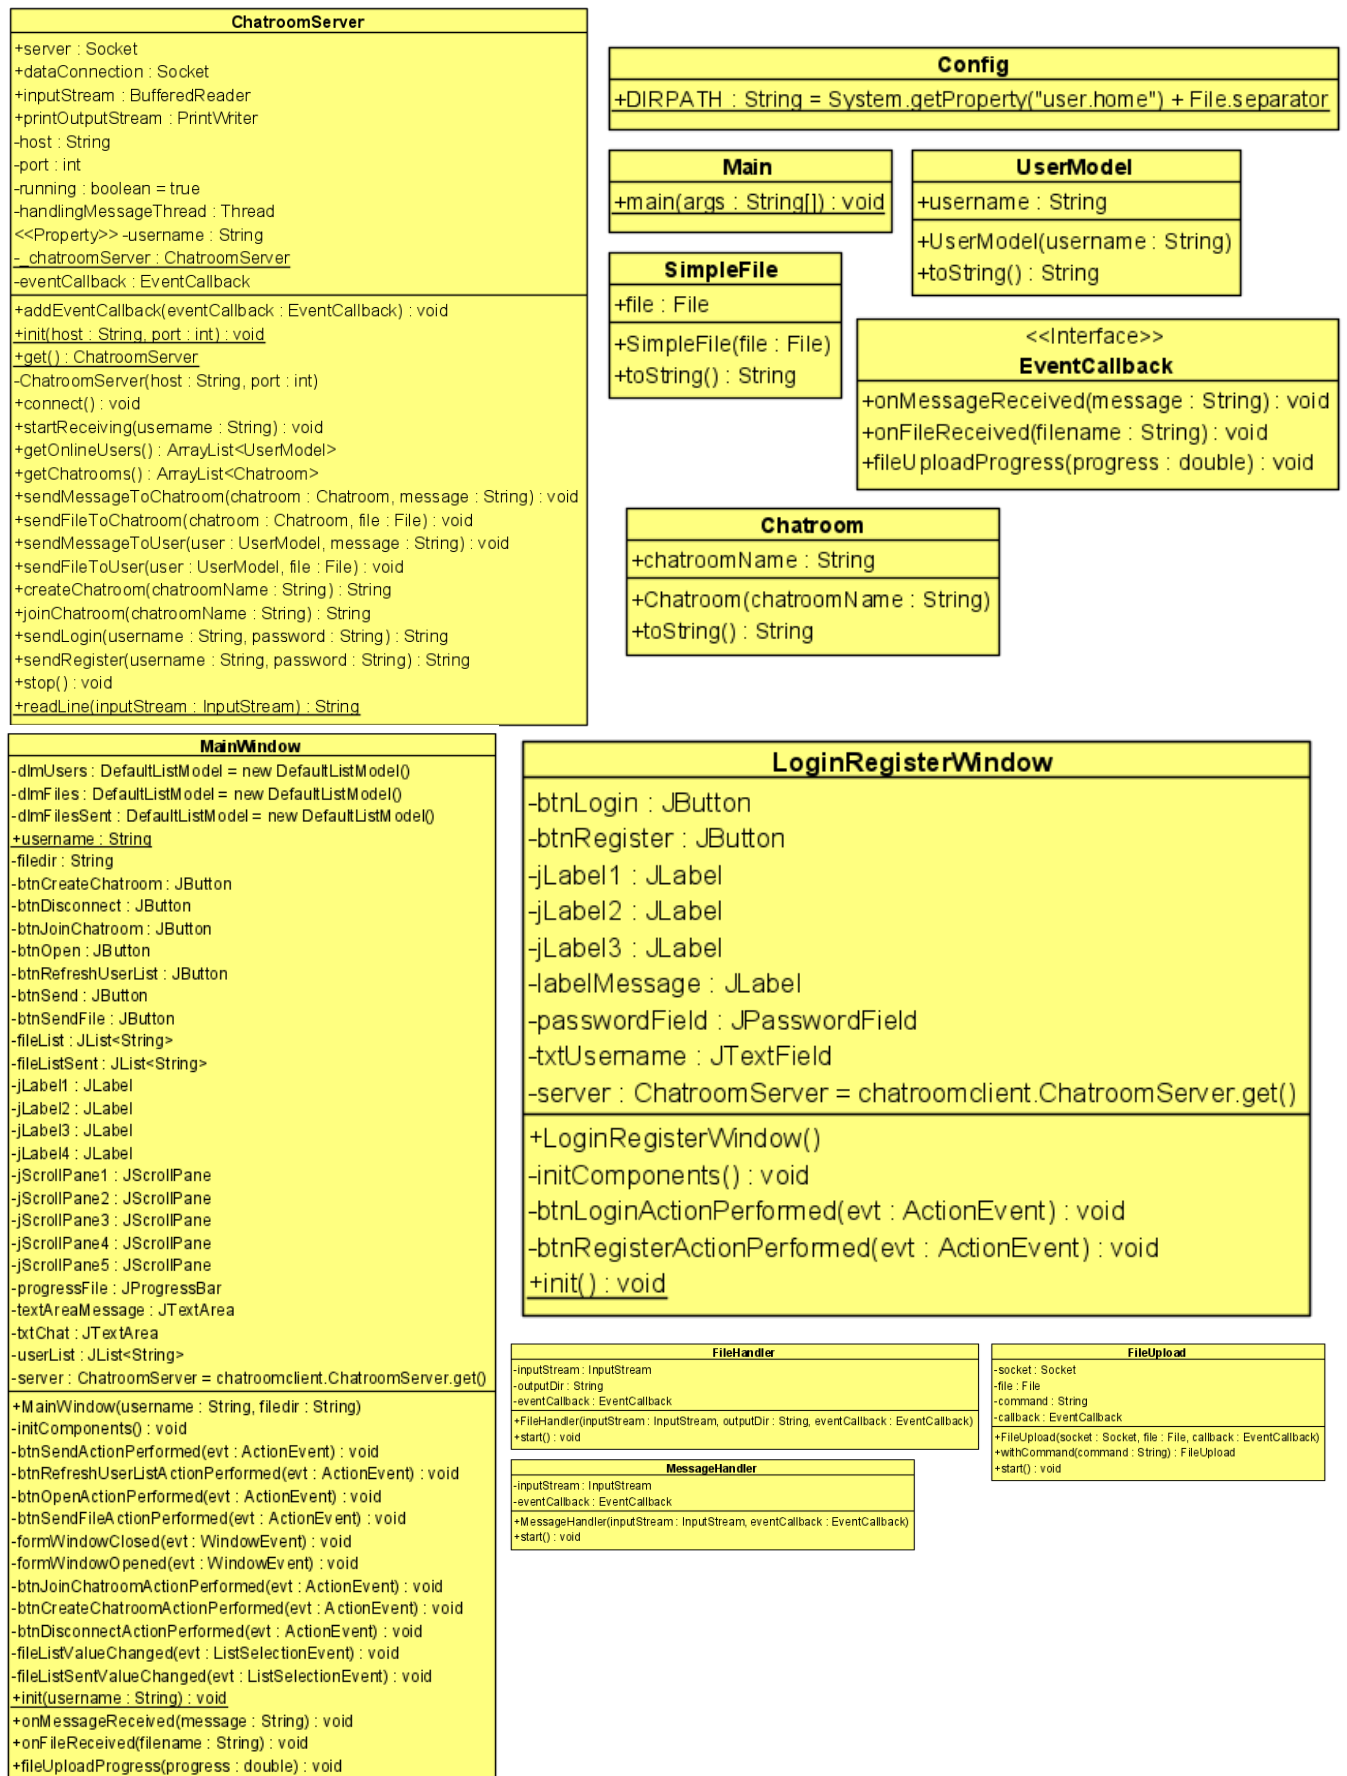 ChatroomServer
+server : Socket
+dataConnection : Socket
+inputStream : BufferedReader
+printOutputStream : PrintWriter
-host : String
-port : int
-running : boolean = true
-handlingMessageThread : Thread
<<Property>> -username : String
-_chatroomServer : ChatroomServer
-eventCallback : EventCallback
+addEventCallback(eventCallback : EventCallback) : void
+init(host : String, port : int) : void
+get() : ChatroomServer
-ChatroomServer(host : String, port : int)
+connect() : void
+startReceiving(username : String) : void
+getOnlineUsers() : ArrayList<UserModel>
+getChatrooms() : ArrayList<Chatroom>
+sendMessageToChatroom(chatroom : Chatroom, message : String) : void
+sendFileToChatroom(chatroom : Chatroom, file : File) : void
+sendMessageToUser(user : UserModel, message : String) : void
+sendFileToUser(user : UserModel, file : File) : void
+createChatroom(chatroomName : String) : String
+joinChatroom(chatroomName : String) : String
+sendLogin(username : String, password : String) : String
+sendRegister(username : String, password : String) : String
+stop() : void
+readLine(inputStream : InputStream) : String
Config
+DIRPATH : String = System.getProperty("user.home") + File.separator
Main
+main(args : String[]) : void
UserModel
+username : String
+UserModel(username : String)
+toString() : String
SimpleFile
+file : File
+SimpleFile(file : File)
+toString() : String
<<Interface>>
EventCallback
+onMessageReceived(message : String) : void
+onFileReceived(filename : String) : void
+fileUploadProgress(progress : double) : void
Chatroom
+chatroomName : String
+Chatroom(chatroomName : String)
+toString() : String
MainWindow
-dlmUsers : DefaultListModel = new DefaultListModel()
-dlmFiles : DefaultListModel = new DefaultListModel()
-dlmFilesSent : DefaultListModel = new DefaultListModel()
+username : String
-filedir : String
-btnCreateChatroom : JButton
-btnDisconnect : JButton
-btnJoinChatroom : JButton
-btnOpen : JButton
-btnRefreshUserList : JButton
-btnSend : JButton
-btnSendFile : JButton
-fileList : JList<String>
-fileListSent : JList<String>
-jLabel1 : JLabel
-jLabel2 : JLabel
-jLabel3 : JLabel
-jLabel4 : JLabel
-jScrollPane1 : JScrollPane
-jScrollPane2 : JScrollPane
-jScrollPane3 : JScrollPane
-jScrollPane4 : JScrollPane
-jScrollPane5 : JScrollPane
-progressFile : JProgressBar
-textAreaMessage : JTextArea
-txtChat : JTextArea
-userList : JList<String>
-server : ChatroomServer = chatroomclient.ChatroomServer.get()
+MainWindow(username : String, filedir : String)
-initComponents() : void
-btnSendActionPerformed(evt : ActionEvent) : void
-btnRefreshUserListActionPerformed(evt : ActionEvent) : void
-btnOpenActionPerformed(evt : ActionEvent) : void
-btnSendFileActionPerformed(evt : ActionEvent) : void
-formWindowClosed(evt : WindowEvent) : void
-formWindowOpened(evt : WindowEvent) : void
-btnJoinChatroomActionPerformed(evt : ActionEvent) : void
-btnCreateChatroomActionPerformed(evt : ActionEvent) : void
-btnDisconnectActionPerformed(evt : ActionEvent) : void
-fileListValueChanged(evt : ListSelectionEvent) : void
-fileListSentValueChanged(evt : ListSelectionEvent) : void
+init(username : String) : void
+onMessageReceived(message : String) : void
+onFileReceived(filename : String) : void
+fileUploadProgress(progress : double) : void
LoginRegisterWindow
-btnLogin : JButton
-btnRegister : JButton
-jLabel1 : JLabel
-jLabel2 : JLabel
-jLabel3 : JLabel
-labelMessage : JLabel
-passwordField : JPasswordField
-txtUsername : JTextField
-server : ChatroomServer = chatroomclient.ChatroomServer.get()
+LoginRegisterWindow()
-initComponents() : void
-btnLoginActionPerformed(evt : ActionEvent) : void
-btnRegisterActionPerformed(evt : ActionEvent) : void
+init() : void
FileHandler
-inputStream : InputStream
-outputDir : String
-eventCallback : EventCallback
+FileHandler(inputStream : InputStream, outputDir : String, eventCallback : EventCallback)
+start() : void
FileUpload
-socket : Socket
-file : File
-command : String
-callback : EventCallback
+FileUpload(socket : Socket, file : File, callback : EventCallback)
+withCommand(command : String) : FileUpload
+start() : void
MessageHandler
-inputStream : InputStream
-eventCallback : EventCallback
+MessageHandler(inputStream : InputStream, eventCallback : EventCallback)
+start() : void